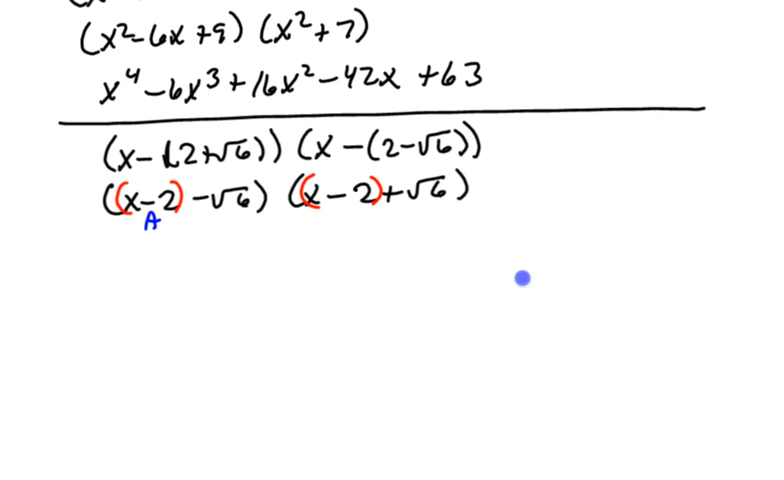 (x²-6x+9) (x²+7)
x⁴-6x³+16x²-42x+63
(x-(2+√6)) (x-(2-√6))
((x-2)-√6) ((x-2)+√6)
A